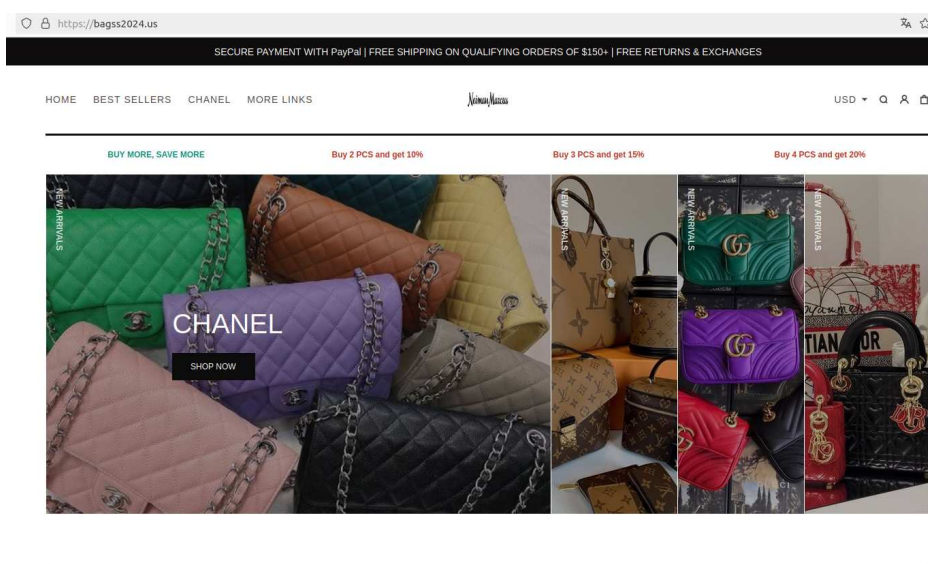 https://bagss2024.us
SECURE PAYMENT WITH PayPal | FREE SHIPPING ON QUALIFYING ORDERS OF $150+ | FREE RETURNS & EXCHANGES
HOME BEST SELLERS CHANEL MORE LINKS
Neiman Marcus
USD
BUY MORE, SAVE MORE
Buy 2 PCS and get 10%
Buy 3 PCS and get 15%
Buy 4 PCS and get 20%
NEW ARRIVALS
CHANEL
SHOP NOW
NEW ARRIVALS
NEW ARRIVALS
NEW ARRIVALS